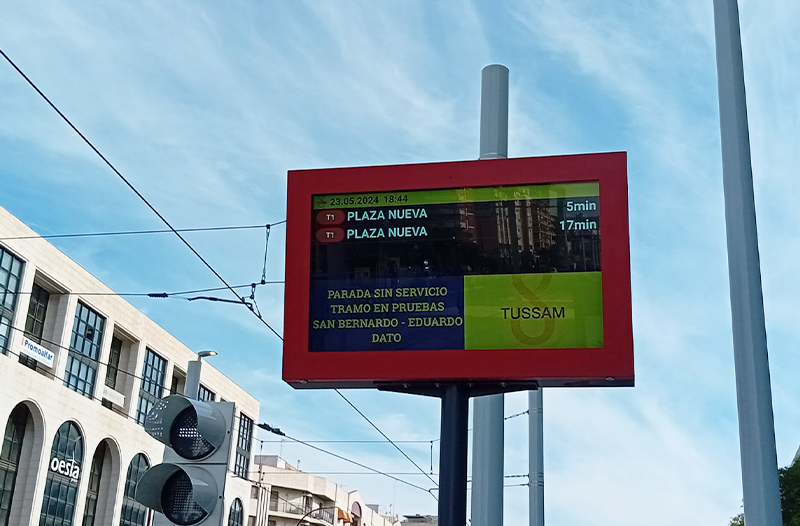 23.05.2024 18:44
T1 PLAZA NUEVA 5min
T1 PLAZA NUEVA 17min
PARADA SIN SERVICIO
TRAMO EN PRUEBAS
SAN BERNARDO - EDUARDO
DATO
TUSSAM
Promoalfar
oesía